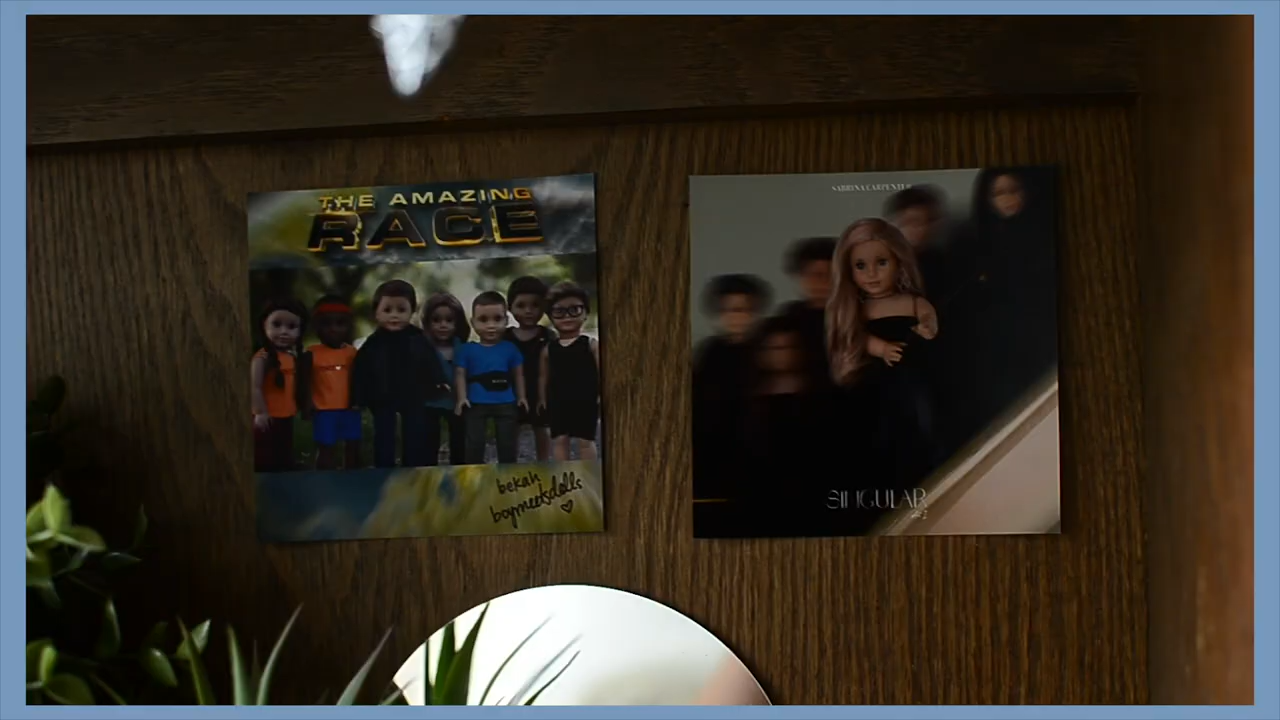 THE AMAZING
RACE
bekah
boymeetsdolls
SABRINA CARPENTER
SINGULAR